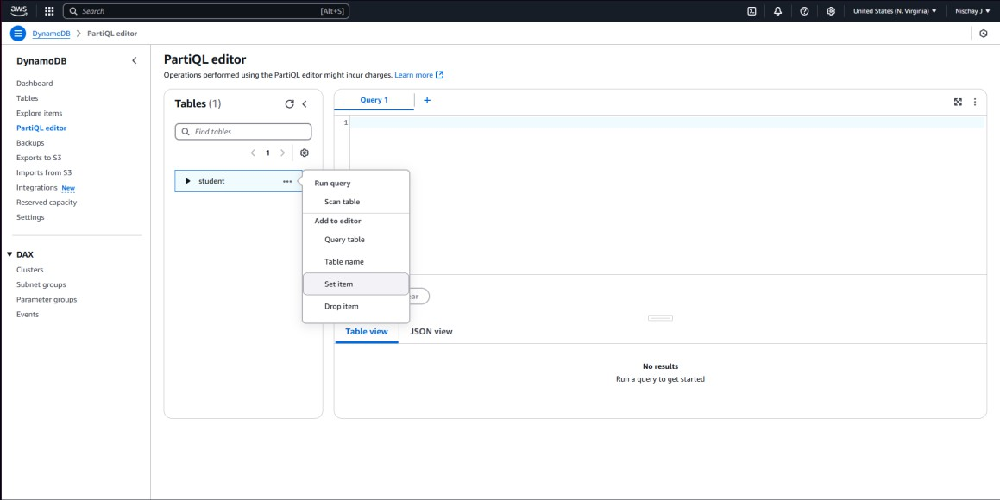 aws
Search [Alt+S]
United States (N. Virginia) ▼ Nischay J ▼
DynamoDB > PartiQL editor
DynamoDB
Dashboard
Tables
Explore items
PartiQL editor
Backups
Exports to S3
Imports from S3
Integrations New
Reserved capacity
Settings
▼ DAX
Clusters
Subnet groups
Parameter groups
Events
PartiQL editor
Operations performed using the PartiQL editor might incur charges. Learn more
Tables (1)
Find tables
< 1 >
student
Run query
Scan table
Add to editor
Query table
Table name
Set item
Drop item
Query 1 +
1
Table view JSON view
No results
Run a query to get started